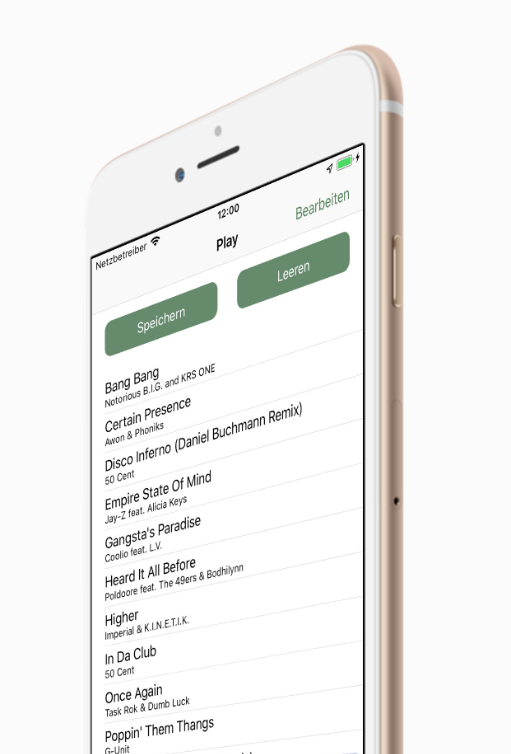 Netzbetreiber 12:00
Play Bearbeiten
Speichern Leeren
Bang Bang
Notorious B.I.G. and KRS ONE
Certain Presence
Awon & Phoniks
Disco Inferno (Daniel Buchmann Remix)
50 Cent
Empire State Of Mind
Jay-Z feat. Alicia Keys
Gangsta's Paradise
Coolio feat. L.V.
Heard It All Before
Poldoore feat. The 49ers & Bodhilynn
Higher
Imperial & K.I.N.E.T.I.K.
In Da Club
50 Cent
Once Again
Task Rok & Dumb Luck
Poppin' Them Thangs
G-Unit